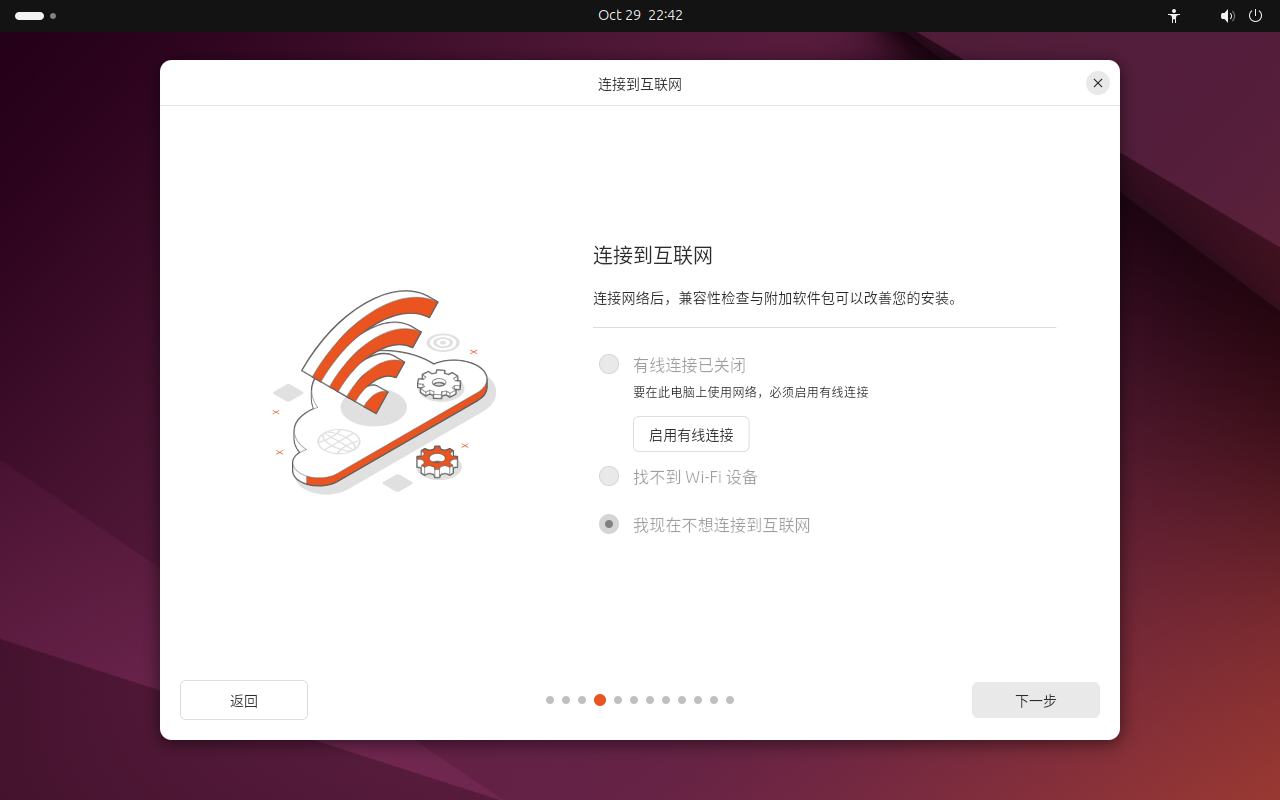 Oct 29 22:42
连接到互联网
连接到互联网
连接网络后，兼容性检查与附加软件包可以改善您的安装。
有线连接已关闭
要在此电脑上使用网络，必须启用有线连接
启用有线连接
找不到 Wi-Fi 设备
我现在不想连接到互联网
返回
下一步